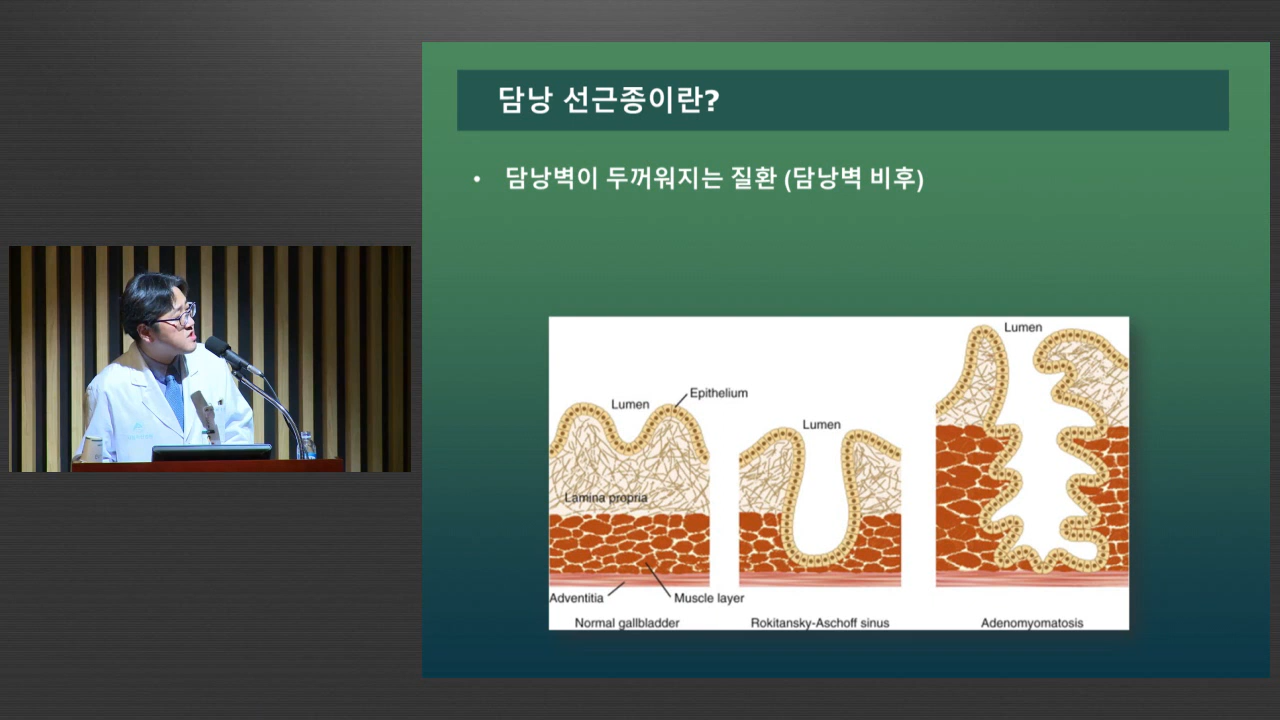 담낭 선근종이란?
• 담낭벽이 두꺼워지는 질환 (담낭벽 비후)
Lumen
Epithelium
Lumen
Lumen
Lamina propria
Adventitia
Muscle layer
Normal gallbladder
Rokitansky-Aschoff sinus
Adenomyomatosis